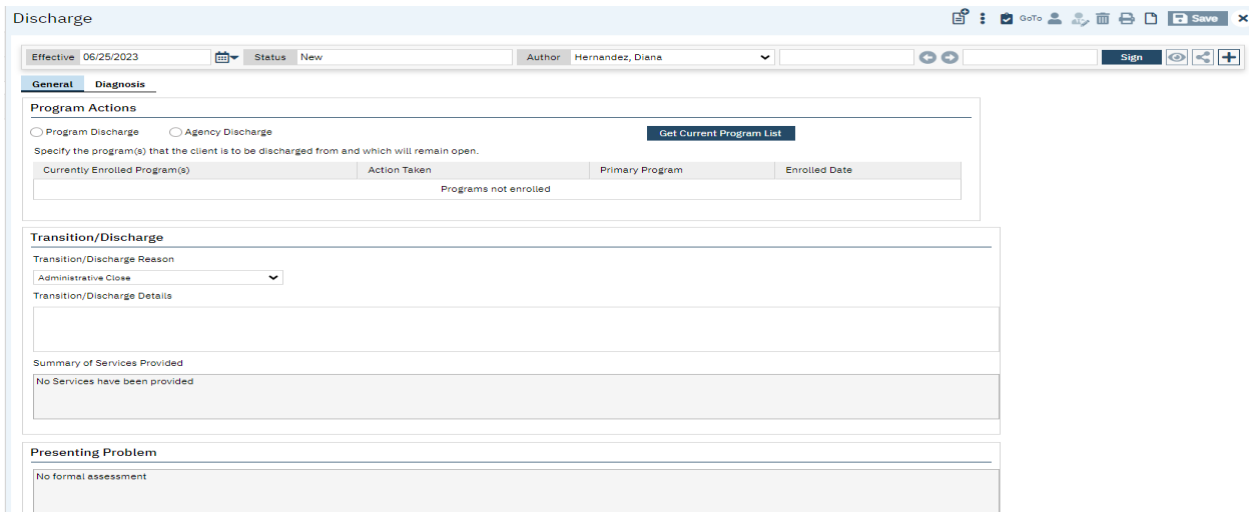 Discharge
GoTo Save
Effective 06/25/2023 Status New Author Hernandez, Diana Sign
General Diagnosis
Program Actions
Program Discharge Agency Discharge Get Current Program List
Specify the program(s) that the client is to be discharged from and which will remain open.
Currently Enrolled Program(s) Action Taken Primary Program Enrolled Date
Programs not enrolled
Transition/Discharge
Transition/Discharge Reason
Administrative Close
Transition/Discharge Details
Summary of Services Provided
No Services have been provided
Presenting Problem
No formal assessment